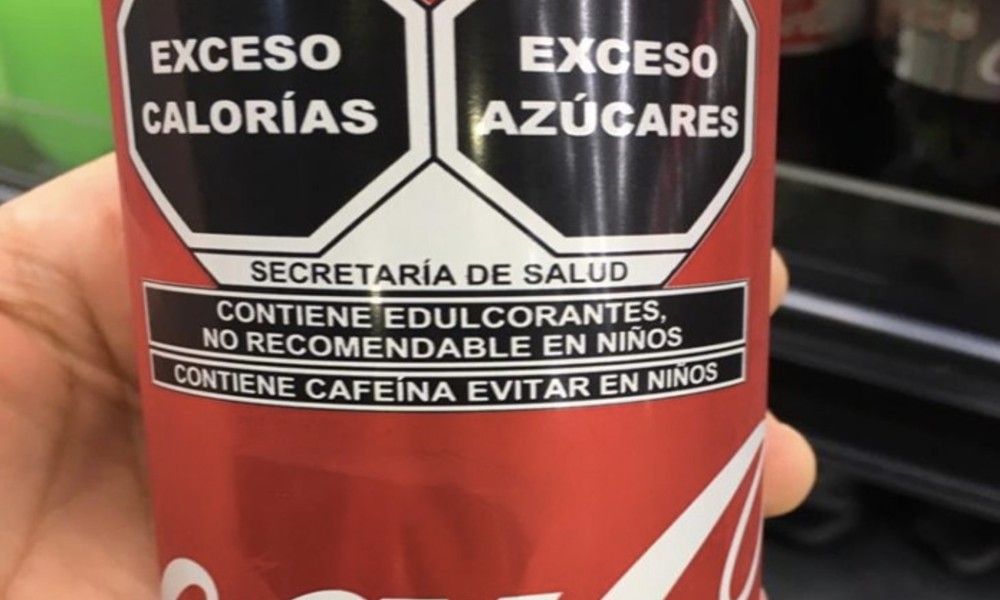 EXCESO
CALORÍAS
EXCESO
AZÚCARES
SECRETARÍA DE SALUD
CONTIENE EDULCORANTES,
NO RECOMENDABLE EN NIÑOS
CONTIENE CAFEÍNA EVITAR EN NIÑOS